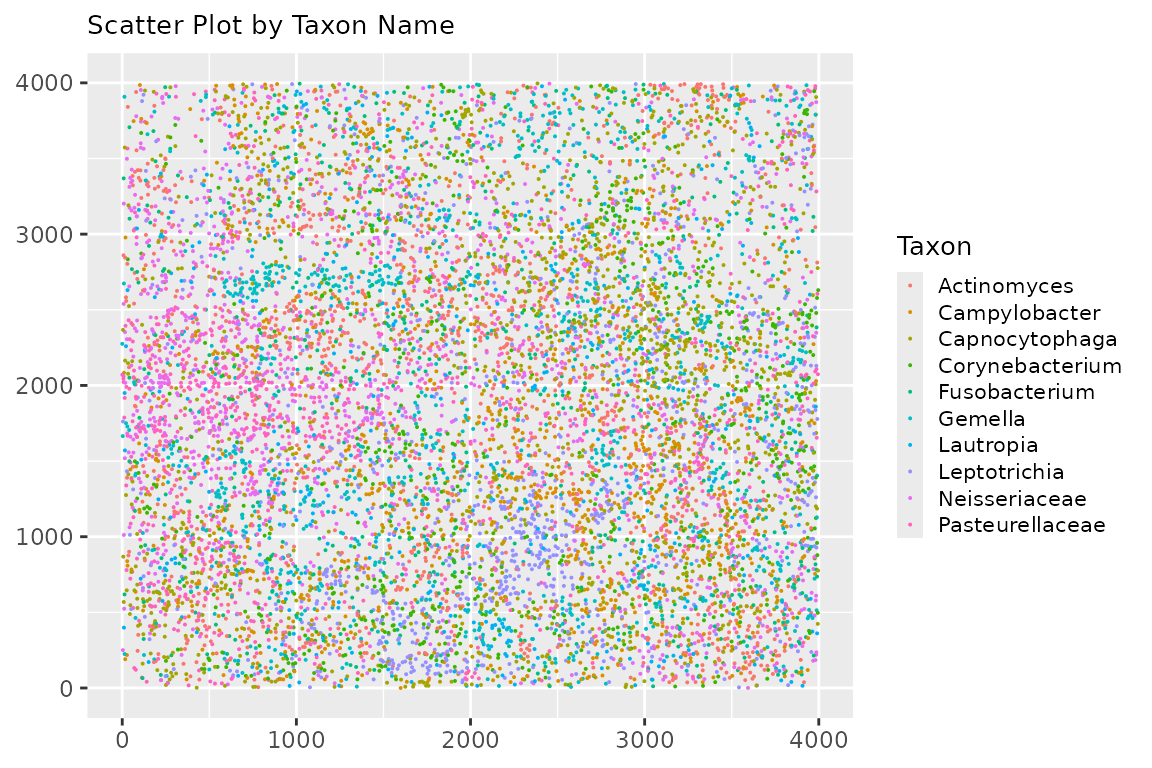 Scatter Plot by Taxon Name
4000
3000
2000
1000
0
0 1000 2000 3000 4000
Taxon
Actinomyces
Campylobacter
Capnocytophaga
Corynebacterium
Fusobacterium
Gemella
Lautropia
Leptotrichia
Neisseriaceae
Pasteurellaceae